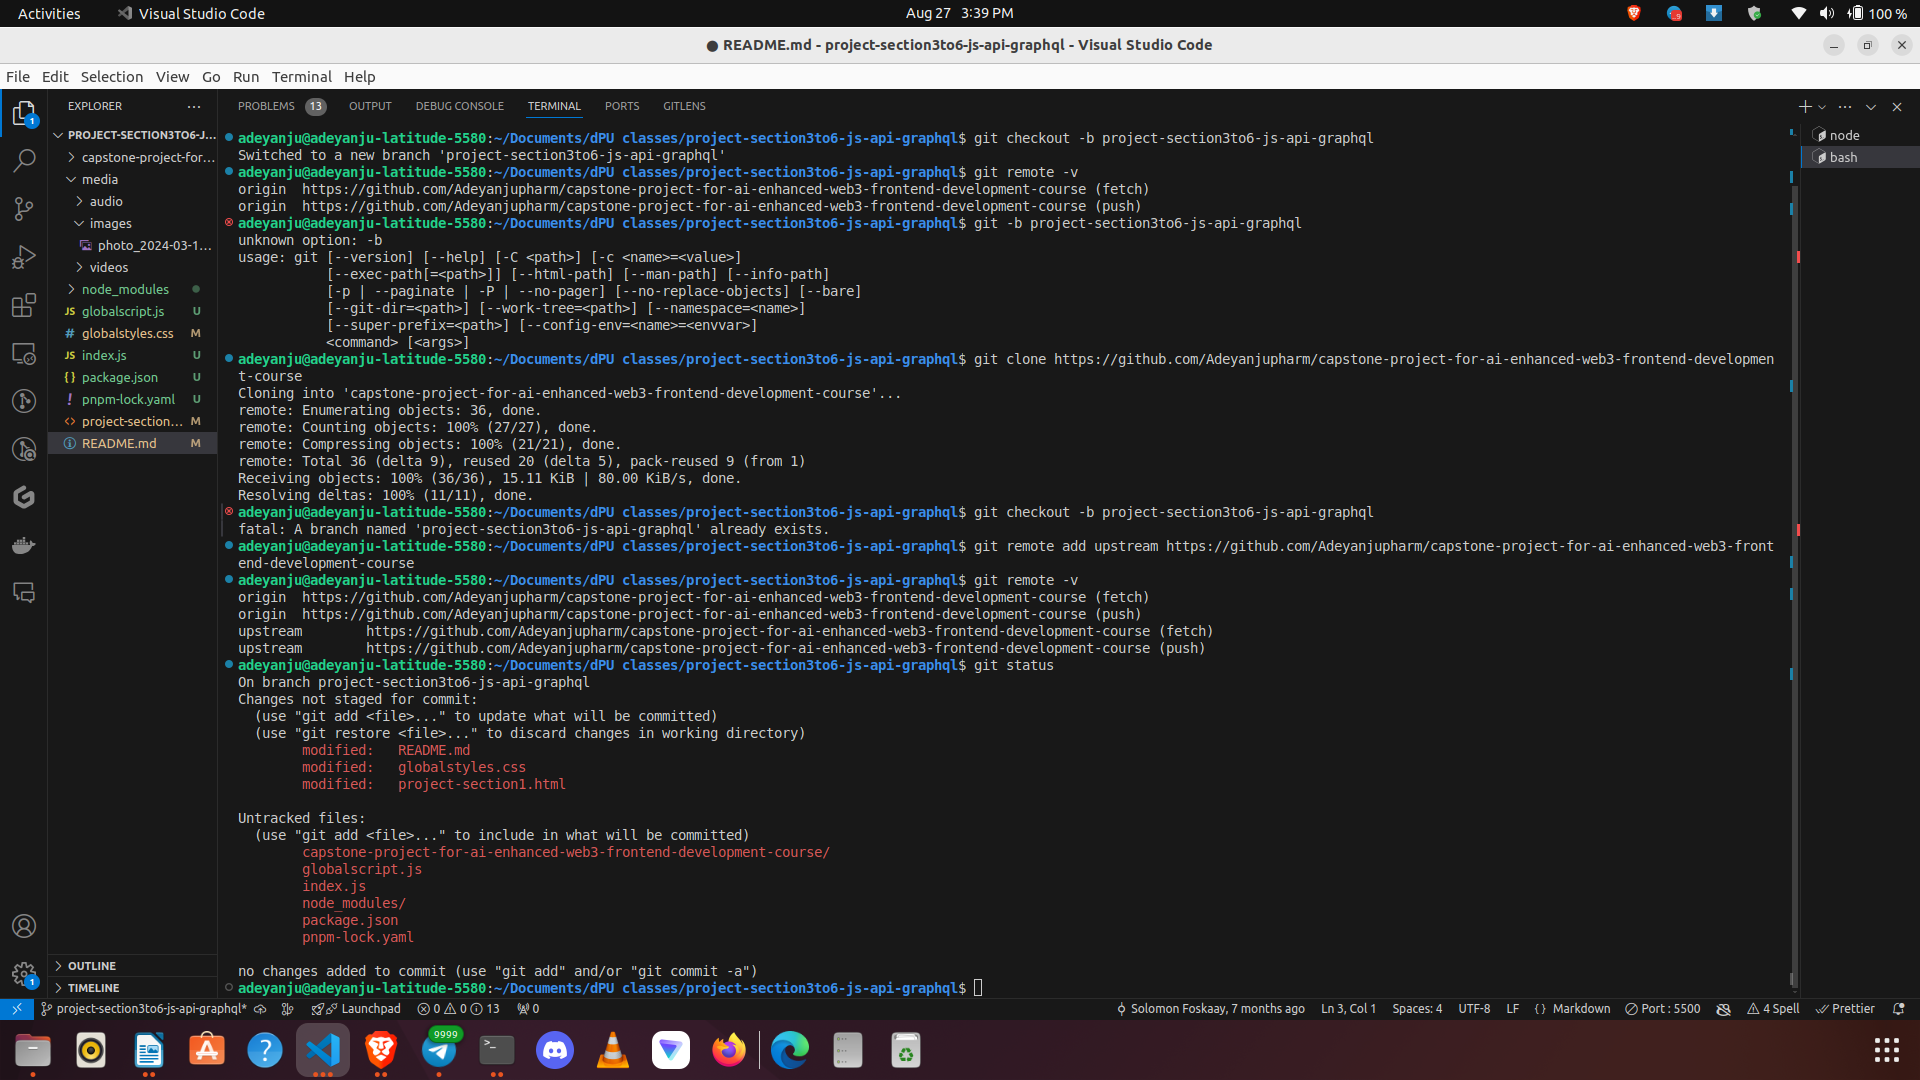 Activities
Visual Studio Code
Aug 27 3:39 PM
100 %
● README.md - project-section3to6-js-api-graphql - Visual Studio Code
File Edit Selection View Go Run Terminal Help
EXPLORER
PROJECT-SECTION3TO6-J...
capstone-project-for...
media
audio
images
photo_2024-03-1...
videos
node_modules
JS globalscript.js U
# globalstyles.css M
JS index.js U
{} package.json U
! pnpm-lock.yaml U
<> project-section... M
README.md M
OUTLINE
TIMELINE
PROBLEMS 13 OUTPUT DEBUG CONSOLE TERMINAL PORTS GITLENS
node
bash
adeyanju@adeyanju-latitude-5580:~/Documents/dPU classes/project-section3to6-js-api-graphql$ git checkout -b project-section3to6-js-api-graphql
Switched to a new branch 'project-section3to6-js-api-graphql'
adeyanju@adeyanju-latitude-5580:~/Documents/dPU classes/project-section3to6-js-api-graphql$ git remote -v
origin  https://github.com/Adeyanjupharm/capstone-project-for-ai-enhanced-web3-frontend-development-course (fetch)
origin  https://github.com/Adeyanjupharm/capstone-project-for-ai-enhanced-web3-frontend-development-course (push)
adeyanju@adeyanju-latitude-5580:~/Documents/dPU classes/project-section3to6-js-api-graphql$ git -b project-section3to6-js-api-graphql
unknown option: -b
usage: git [--version] [--help] [-C <path>] [-c <name>=<value>]
[--exec-path[=<path>]] [--html-path] [--man-path] [--info-path]
[-p | --paginate | -P | --no-pager] [--no-replace-objects] [--bare]
[--git-dir=<path>] [--work-tree=<path>] [--namespace=<name>]
[--super-prefix=<path>] [--config-env=<name>=<envvar>]
<command> [<args>]
adeyanju@adeyanju-latitude-5580:~/Documents/dPU classes/project-section3to6-js-api-graphql$ git clone https://github.com/Adeyanjupharm/capstone-project-for-ai-enhanced-web3-frontend-developmen
t-course
Cloning into 'capstone-project-for-ai-enhanced-web3-frontend-development-course'...
remote: Enumerating objects: 36, done.
remote: Counting objects: 100% (27/27), done.
remote: Compressing objects: 100% (21/21), done.
remote: Total 36 (delta 9), reused 20 (delta 5), pack-reused 9 (from 1)
Receiving objects: 100% (36/36), 15.11 KiB | 80.00 KiB/s, done.
Resolving deltas: 100% (11/11), done.
adeyanju@adeyanju-latitude-5580:~/Documents/dPU classes/project-section3to6-js-api-graphql$ git checkout -b project-section3to6-js-api-graphql
fatal: A branch named 'project-section3to6-js-api-graphql' already exists.
adeyanju@adeyanju-latitude-5580:~/Documents/dPU classes/project-section3to6-js-api-graphql$ git remote add upstream https://github.com/Adeyanjupharm/capstone-project-for-ai-enhanced-web3-front
end-development-course
adeyanju@adeyanju-latitude-5580:~/Documents/dPU classes/project-section3to6-js-api-graphql$ git remote -v
origin  https://github.com/Adeyanjupharm/capstone-project-for-ai-enhanced-web3-frontend-development-course (fetch)
origin  https://github.com/Adeyanjupharm/capstone-project-for-ai-enhanced-web3-frontend-development-course (push)
upstream        https://github.com/Adeyanjupharm/capstone-project-for-ai-enhanced-web3-frontend-development-course (fetch)
upstream        https://github.com/Adeyanjupharm/capstone-project-for-ai-enhanced-web3-frontend-development-course (push)
adeyanju@adeyanju-latitude-5580:~/Documents/dPU classes/project-section3to6-js-api-graphql$ git status
On branch project-section3to6-js-api-graphql
Changes not staged for commit:
(use "git add <file>..." to update what will be committed)
(use "git restore <file>..." to discard changes in working directory)
modified:   README.md
modified:   globalstyles.css
modified:   project-section1.html
Untracked files:
(use "git add <file>..." to include in what will be committed)
capstone-project-for-ai-enhanced-web3-frontend-development-course/
globalscript.js
index.js
node_modules/
package.json
pnpm-lock.yaml
no changes added to commit (use "git add" and/or "git commit -a")
adeyanju@adeyanju-latitude-5580:~/Documents/dPU classes/project-section3to6-js-api-graphql$
project-section3to6-js-api-graphql* Launchpad 0 0 13 0 Solomon Foskaay, 7 months ago Ln 3, Col 1 Spaces: 4 UTF-8 LF {} Markdown Port : 5500 4 Spell Prettier
9999